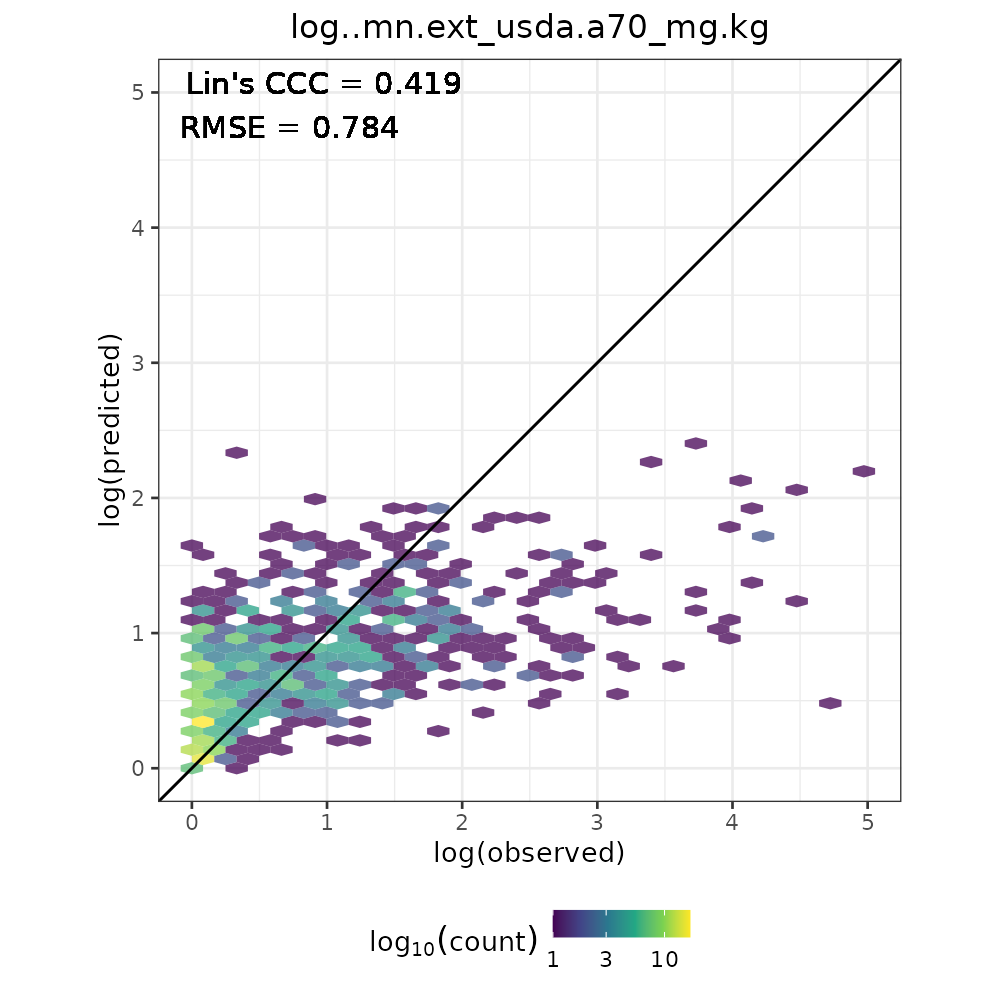 log..mn.ext_usda.a70_mg.kg
Lin's CCC = 0.419
RMSE = 0.784
5
4
3
2
1
0
log(predicted)
0 1 2 3 4 5
log(observed)
log10(count)
1 3 10